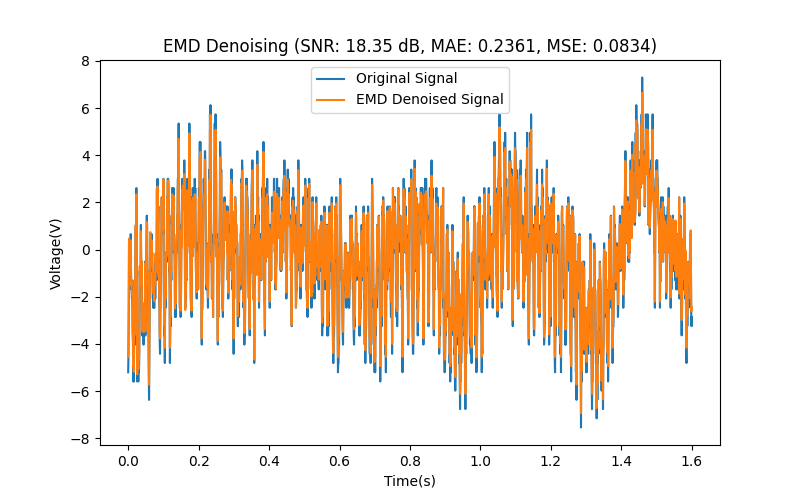 EMD Denoising (SNR: 18.35 dB, MAE: 0.2361, MSE: 0.0834)
Original Signal
EMD Denoised Signal
8
6
4
2
0
−2
−4
−6
−8
Voltage(V)
0.0 0.2 0.4 0.6 0.8 1.0 1.2 1.4 1.6
Time(s)